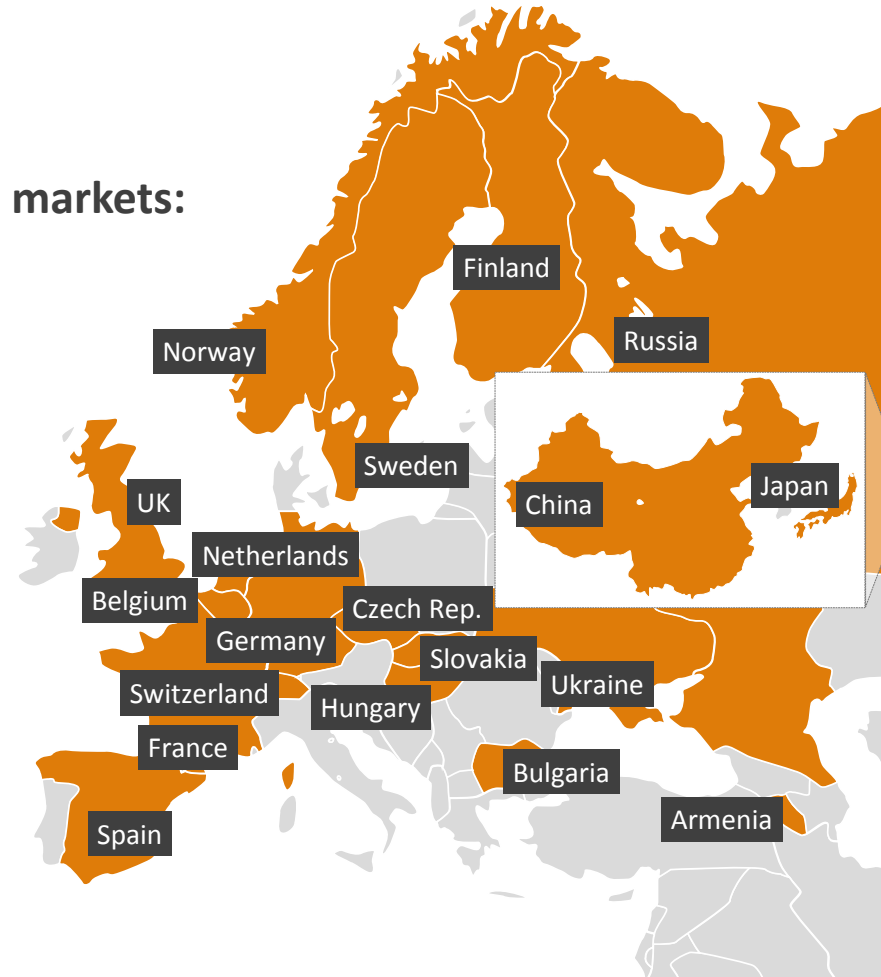 markets:
Finland
Norway
Russia
Sweden
Japan
China
UK
Netherlands
Belgium
Czech Rep.
Germany
Slovakia
Switzerland
Ukraine
Hungary
France
Bulgaria
Armenia
Spain